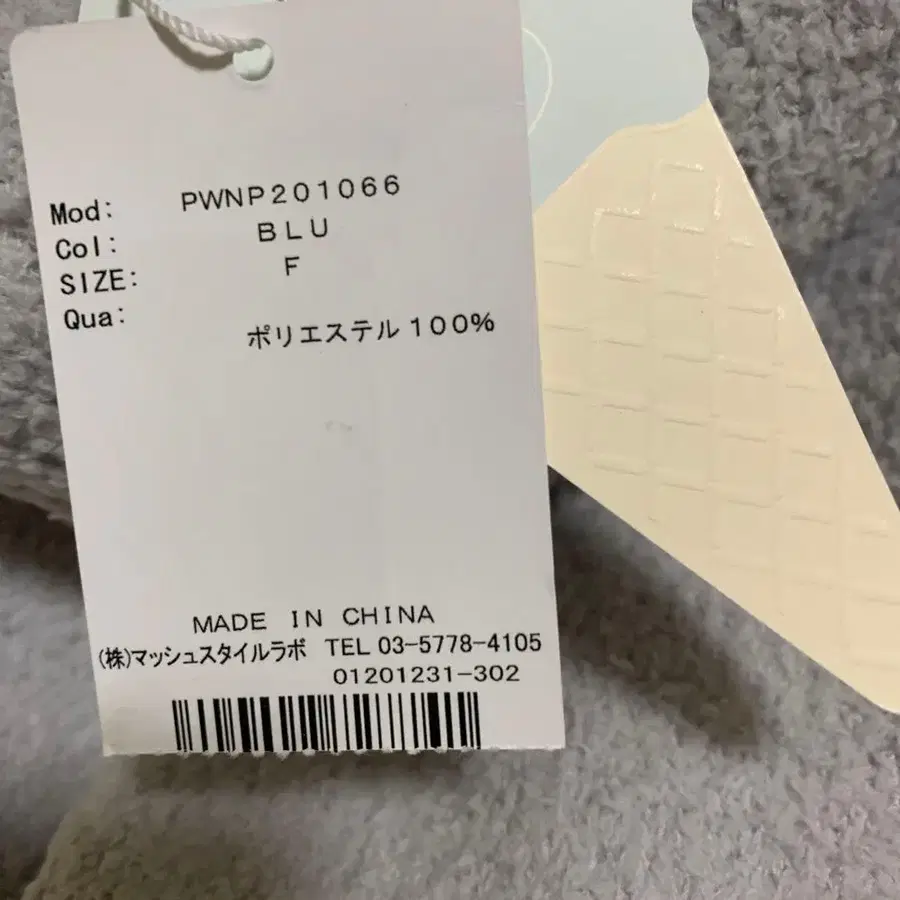 Mod: PWNP201066
Col: BLU
SIZE: F
Qua:
ポリエステル100%
MADE IN CHINA
(株)マッシュスタイルラボ TEL 03-5778-4105
01201231-302